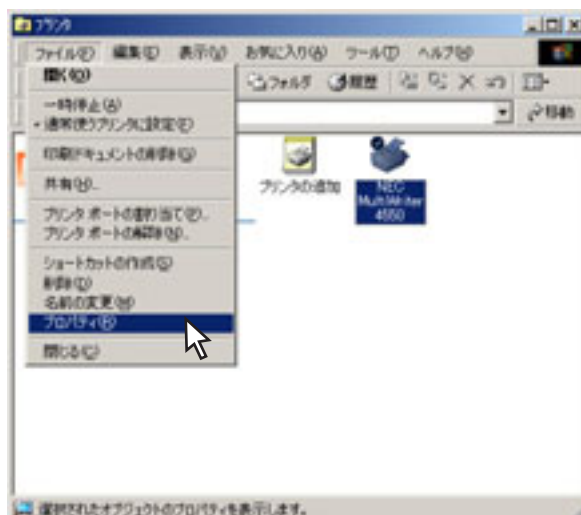 プリンタ
ファイル(F) 編集(E) 表示(V) お気に入り(A) ツール(T) ヘルプ(H)
フォルダ 履歴
移動
開く(O)
一時停止(A)
通常使うプリンタに設定(E)
印刷ドキュメントの削除(G)
共有(H)...
プリンタ ポートの割り当て(P)...
プリンタ ポートの解除(N)...
ショートカットの作成(S)
削除(D)
名前の変更(M)
プロパティ(R)
閉じる(C)
プリンタの追加
NEC
MultiWriter
4550
選択されたオブジェクトのプロパティを表示します。